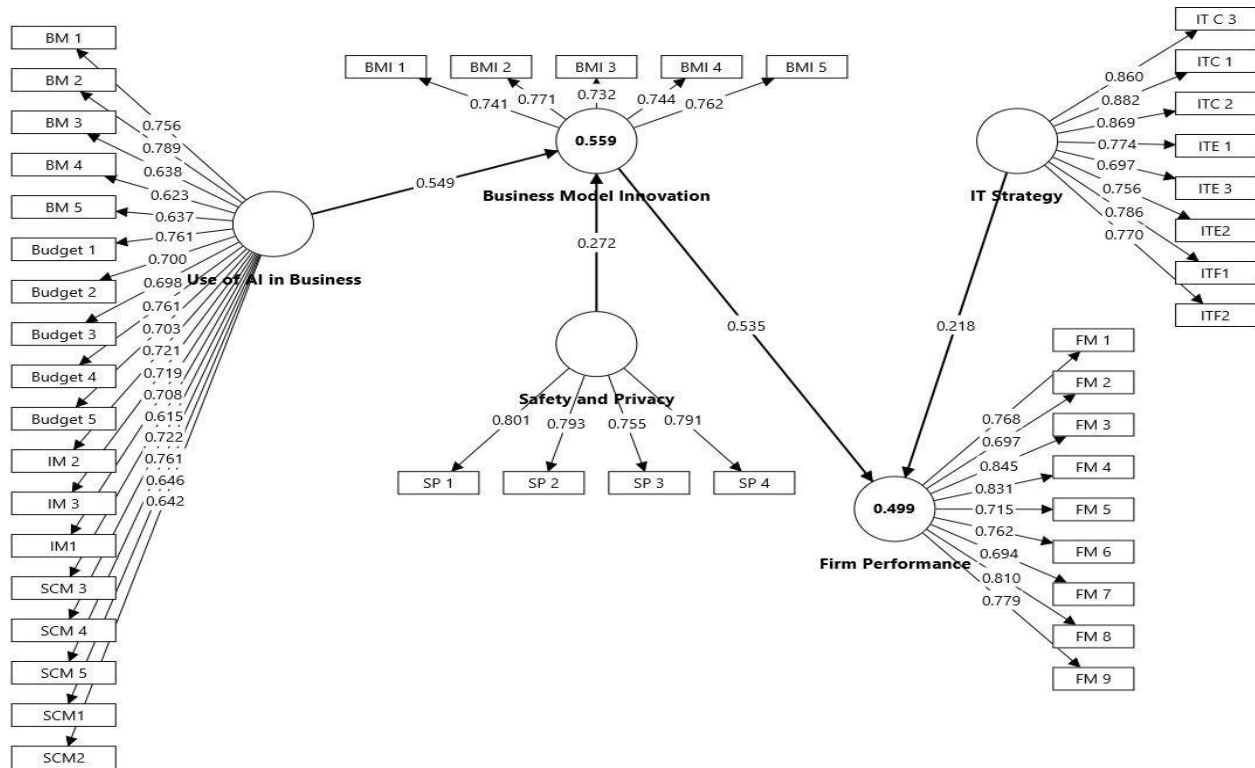 BM 1
BM 2
BM 3
BM 4
BM 5
Budget 1
Budget 2
Budget 3
Budget 4
Budget 5
IM 2
IM 3
IM1
SCM 3
SCM 4
SCM 5
SCM1
SCM2
0.756
0.789
0.638
0.623
0.637
0.761
0.700
0.698
0.761
0.703
0.721
0.719
0.708
0.615
0.722
0.761
0.646
0.642
Use of AI in Business
0.549
BMI 1
BMI 2
BMI 3
BMI 4
BMI 5
0.741
0.771
0.732
0.744
0.762
0.559
Business Model Innovation
0.272
Safety and Privacy
0.801
0.793
0.755
0.791
SP 1
SP 2
SP 3
SP 4
0.535
0.218
IT Strategy
0.860
0.882
0.869
0.774
0.697
0.756
0.786
0.770
IT C 3
ITC 1
ITC 2
ITE 1
ITE 3
ITE2
ITF1
ITF2
0.499
Firm Performance
0.768
0.697
0.845
0.831
0.715
0.762
0.694
0.810
0.779
FM 1
FM 2
FM 3
FM 4
FM 5
FM 6
FM 7
FM 8
FM 9